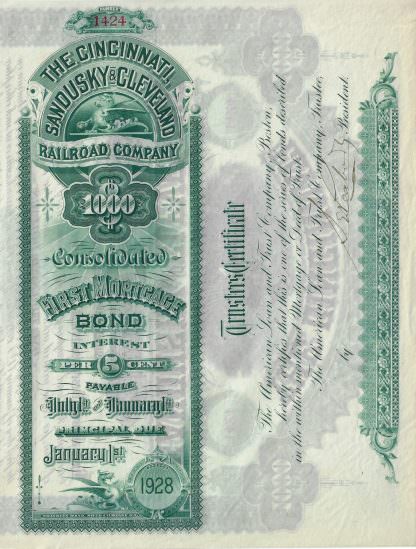 NUMBER
1424
THE CINCINNATI,
SANDUSKY & CLEVELAND
RAILROAD COMPANY
$1000
Consolidated
FIRST MORTGAGE
BOND
INTEREST
5 PER CENT
PAYABLE
July 1st and January 1st
PRINCIPAL DUE
January 1st
1928
Trustee's Certificate
The American Loan and Trust Company, Boston,
hereby certifies that this is one of the series of bonds described
in the within mentioned Mortgage or Deed of Trust.
The American Loan and Trust Company, Trustee,
by
President.